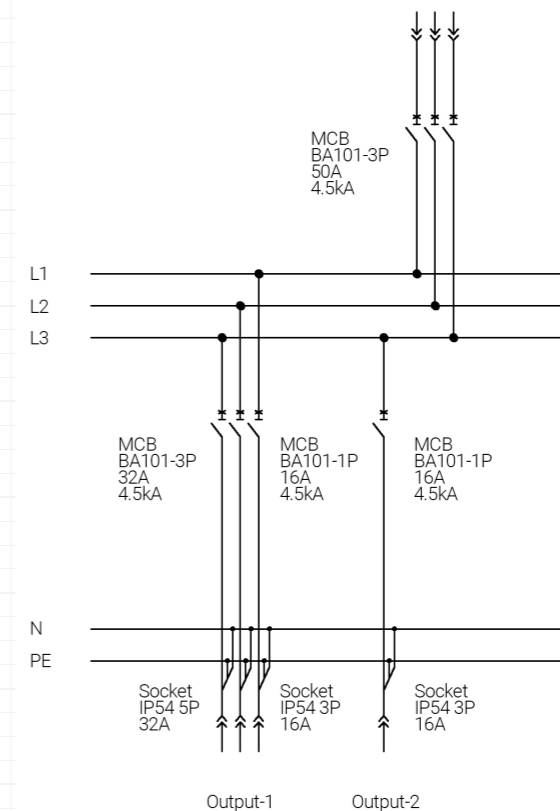 MCB
BA101-3P
50A
4.5kA
L1
L2
L3
MCB
BA101-3P
32A
4.5kA
MCB
BA101-1P
16A
4.5kA
MCB
BA101-1P
16A
4.5kA
N
PE
Socket
IP54 5P
32A
Socket
IP54 3P
16A
Socket
IP54 3P
16A
Output-1
Output-2